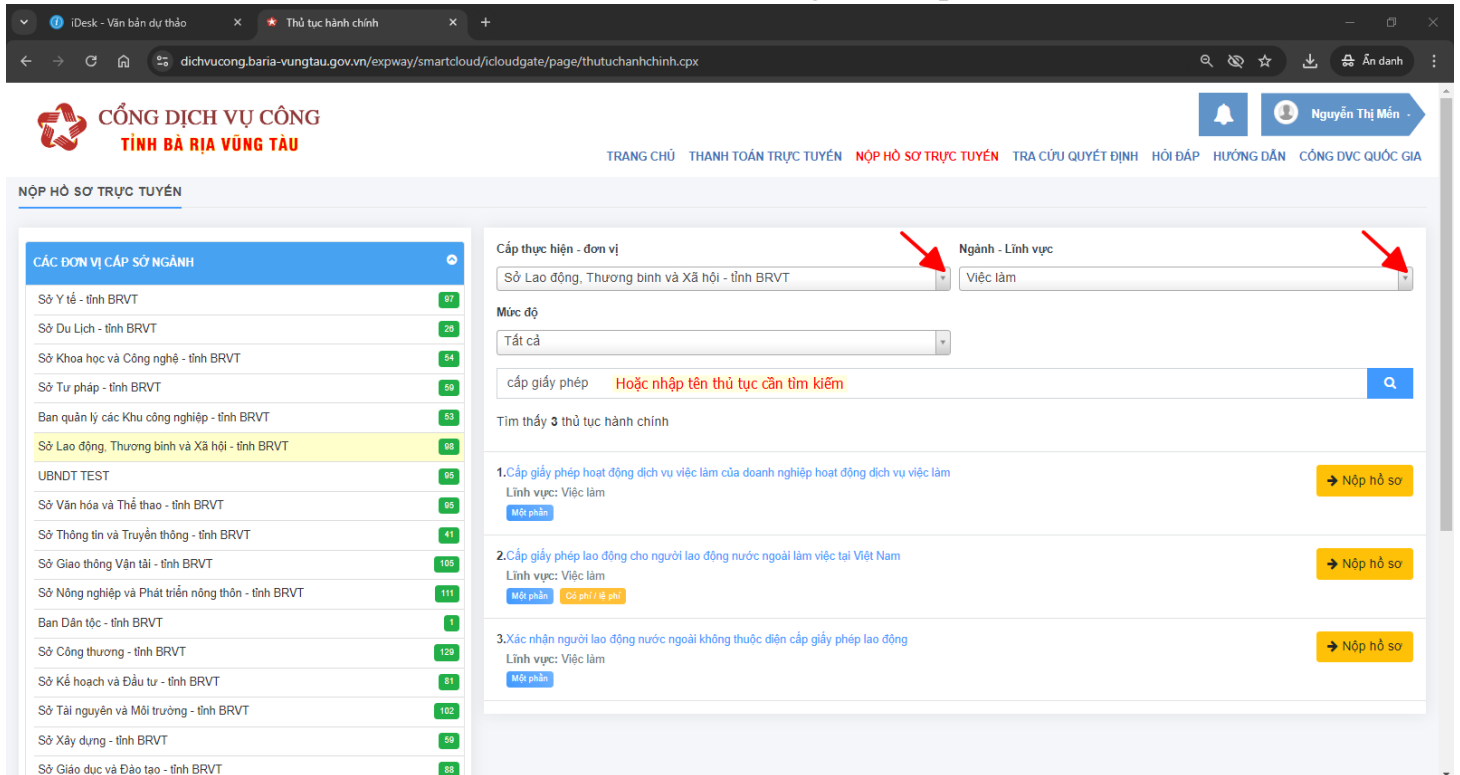 iDesk - Văn bản dự thảo
Thủ tục hành chính
dichvucong.baria-vungtau.gov.vn/expway/smartcloud/icloudgate/page/thutuchanhchinh.cpx
Ẩn danh
CỔNG DỊCH VỤ CÔNG
TỈNH BÀ RỊA VŨNG TÀU
Nguyễn Thị Mến
TRANG CHỦ THANH TOÁN TRỰC TUYẾN NỘP HỒ SƠ TRỰC TUYẾN TRA CỨU QUYẾT ĐỊNH HỎI ĐÁP HƯỚNG DẪN CỔNG DVC QUỐC GIA
NỘP HỒ SƠ TRỰC TUYẾN
CÁC ĐƠN VỊ CẤP SỞ NGÀNH
Sở Y tế - tỉnh BRVT 97
Sở Du Lịch - tỉnh BRVT 26
Sở Khoa học và Công nghệ - tỉnh BRVT 54
Sở Tư pháp - tỉnh BRVT 59
Ban quản lý các Khu công nghiệp - tỉnh BRVT 53
Sở Lao động, Thương binh và Xã hội - tỉnh BRVT 98
UBNDT TEST 95
Sở Văn hóa và Thể thao - tỉnh BRVT 95
Sở Thông tin và Truyền thông - tỉnh BRVT 41
Sở Giao thông Vận tải - tỉnh BRVT 105
Sở Nông nghiệp và Phát triển nông thôn - tỉnh BRVT 111
Ban Dân tộc - tỉnh BRVT 1
Sở Công thương - tỉnh BRVT 129
Sở Kế hoạch và Đầu tư - tỉnh BRVT 81
Sở Tài nguyên và Môi trường - tỉnh BRVT 102
Sở Xây dựng - tỉnh BRVT 59
Sở Giáo dục và Đào tạo - tỉnh BRVT 88
Cấp thực hiện - đơn vị
Ngành - Lĩnh vực
Sở Lao động, Thương binh và Xã hội - tỉnh BRVT
Việc làm
Mức độ
Tất cả
cấp giấy phép Hoặc nhập tên thủ tục cần tìm kiếm
Tìm thấy 3 thủ tục hành chính
1.Cấp giấy phép hoạt động dịch vụ việc làm của doanh nghiệp hoạt động dịch vụ việc làm
Lĩnh vực: Việc làm
Một phần
Nộp hồ sơ
2.Cấp giấy phép lao động cho người lao động nước ngoài làm việc tại Việt Nam
Lĩnh vực: Việc làm
Một phần Có phí / lệ phí
Nộp hồ sơ
3.Xác nhận người lao động nước ngoài không thuộc diện cấp giấy phép lao động
Lĩnh vực: Việc làm
Một phần
Nộp hồ sơ